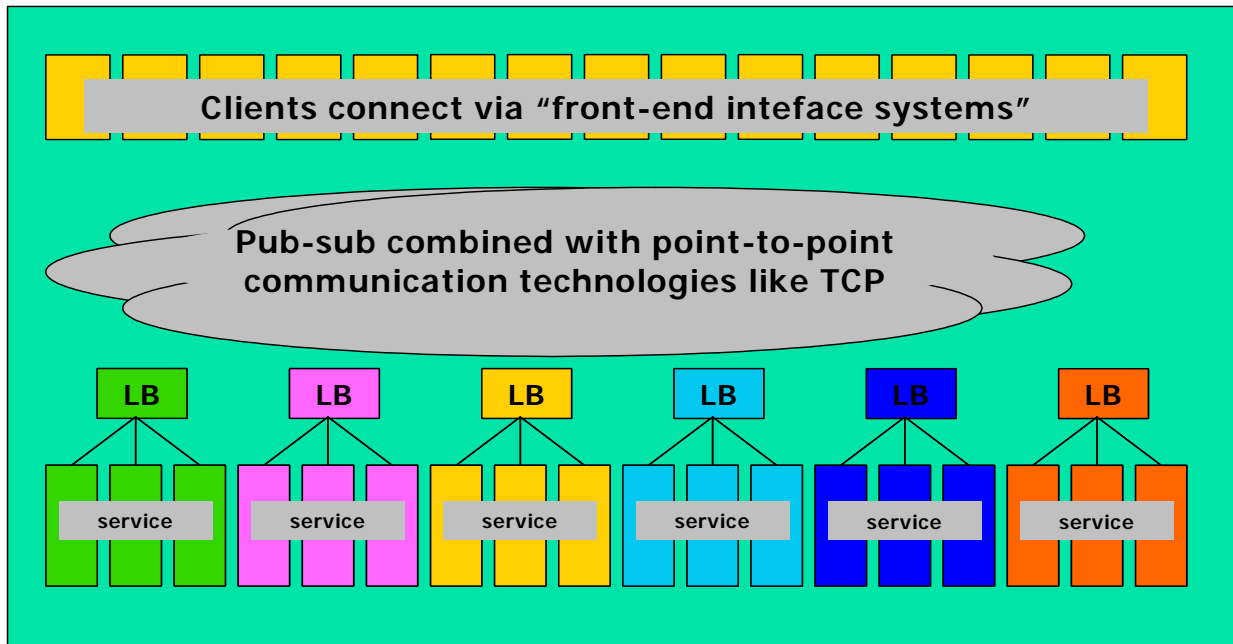 Clients connect via “front-end inteface systems”
Pub-sub combined with point-to-point
communication technologies like TCP
LB LB LB LB LB LB
service service service service service service